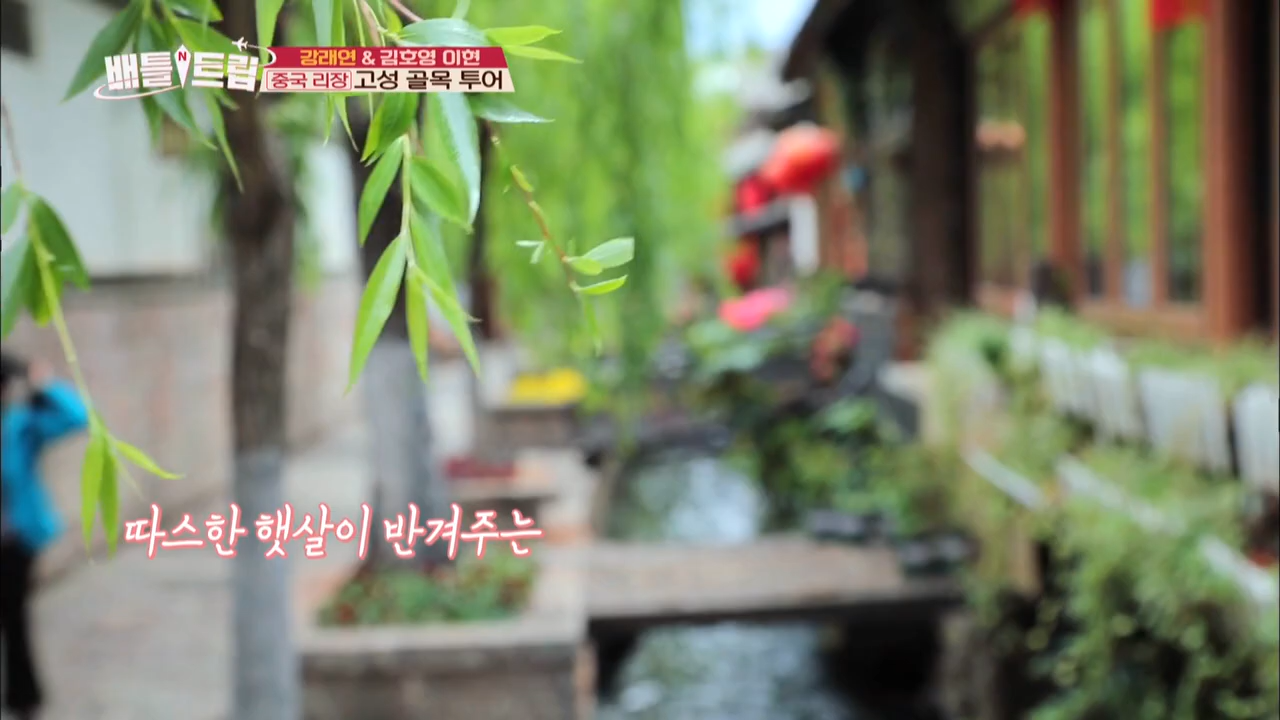 배틀트립
N
강래연 & 김호영 이현
중국 리장 고성 골목 투어
따스한 햇살이 반겨주는